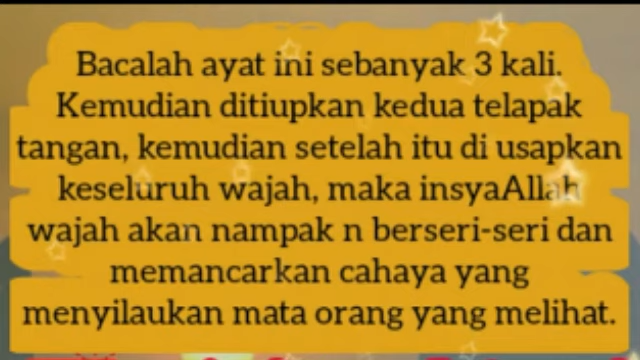 Bacalah ayat ini sebanyak 3 kali.
Kemudian ditiupkan kedua telapak
tangan, kemudian setelah itu di usapkan
keseluruh wajah, maka insyaAllah
wajah akan nampak n berseri-seri dan
memancarkan cahaya yang
menyilaukan mata orang yang melihat.